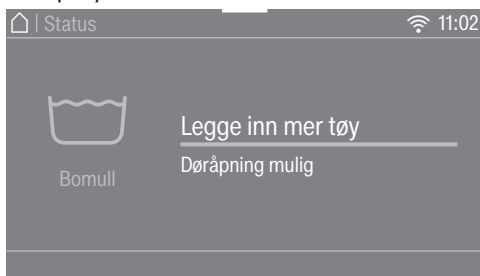 | Status 11:02
Legge inn mer tøy
Døråpning mulig
Bomull